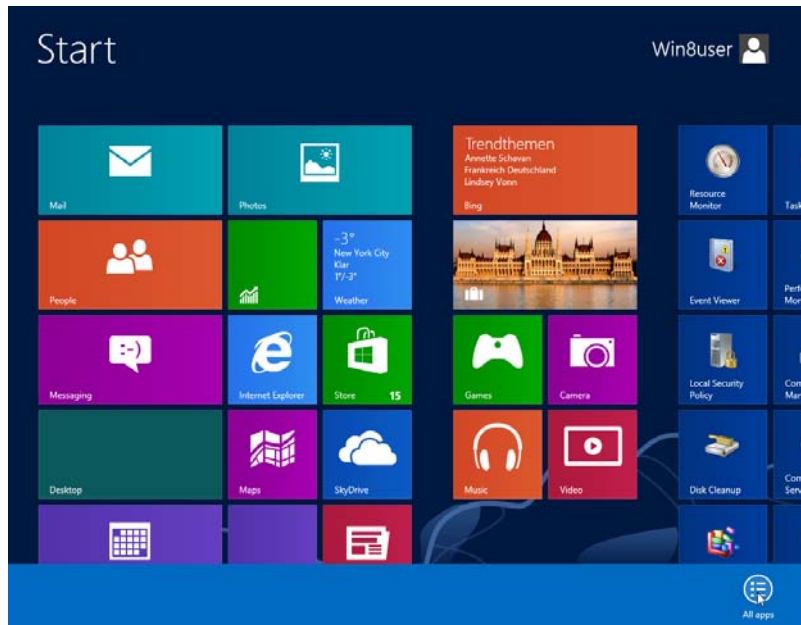 Start
Win8user
Mail
Photos
Trendthemen
Annette Schavan
Frankreich Deutschland
Lindsey Vonn
Bing
Resource
Monitor
People
-3°
New York City
Klar
1°/-3°
Weather
Event Viewer
Messaging
Internet Explorer
Store
15
Games
Camera
Local Security
Policy
Desktop
Maps
SkyDrive
Music
Video
Disk Cleanup
All apps